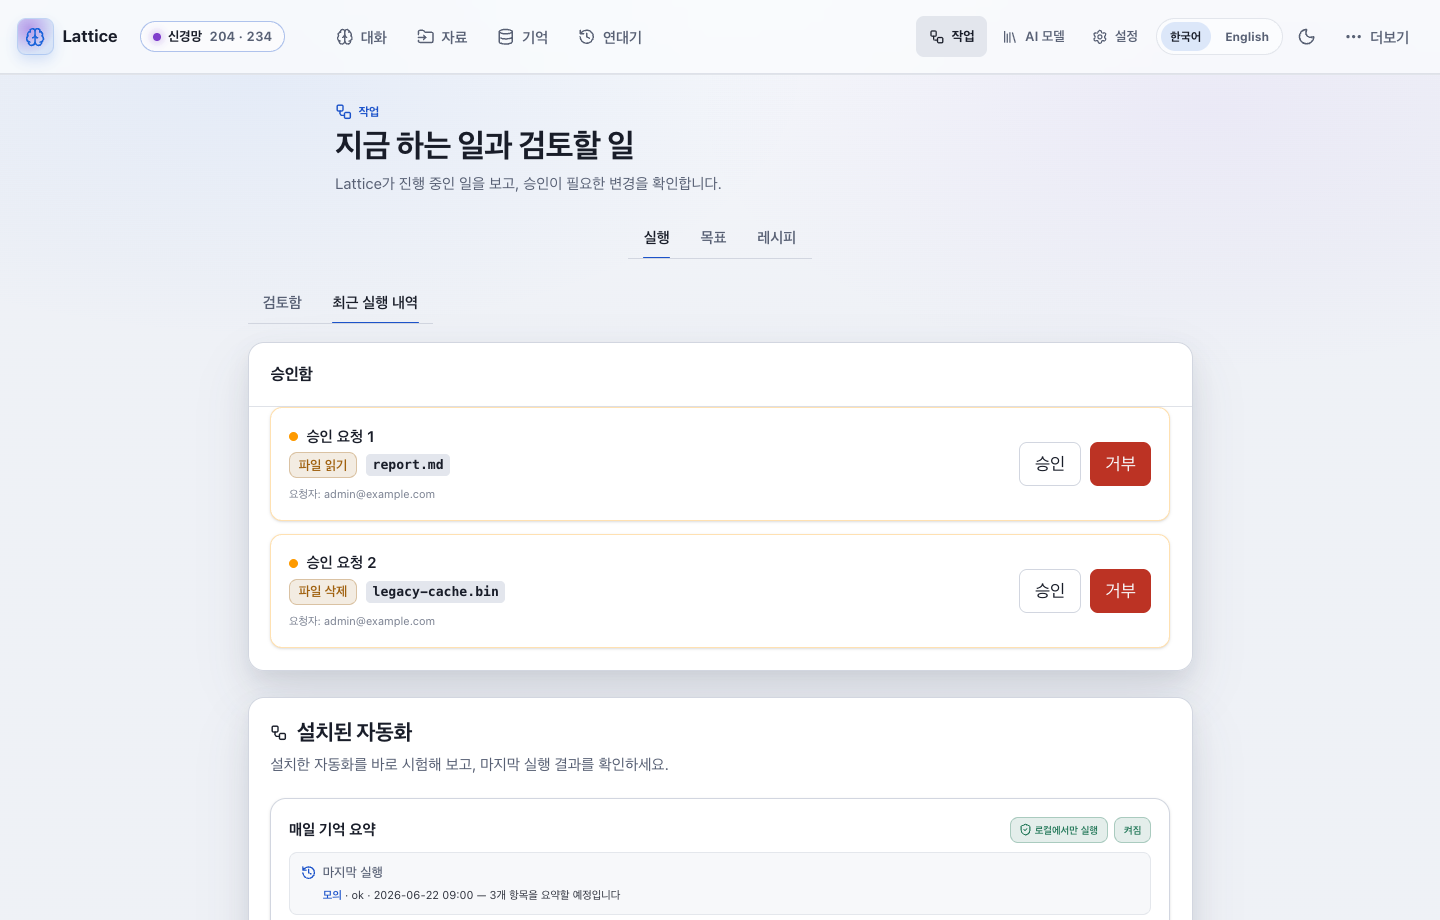 Lattice
신경망 204 · 234
대화
자료
기억
연대기
작업
AI 모델
설정
한국어
English
더보기
작업
지금 하는 일과 검토할 일
Lattice가 진행 중인 일을 보고, 승인이 필요한 변경을 확인합니다.
실행
목표
레시피
검토함
최근 실행 내역
승인함
승인 요청 1
파일 읽기 report.md
요청자: admin@example.com
승인
거부
승인 요청 2
파일 삭제 legacy-cache.bin
요청자: admin@example.com
승인
거부
설치된 자동화
설치한 자동화를 바로 시험해 보고, 마지막 실행 결과를 확인하세요.
매일 기억 요약
로컬에서만 실행
켜짐
마지막 실행
모의 · ok · 2026-06-22 09:00 — 3개 항목을 요약할 예정입니다